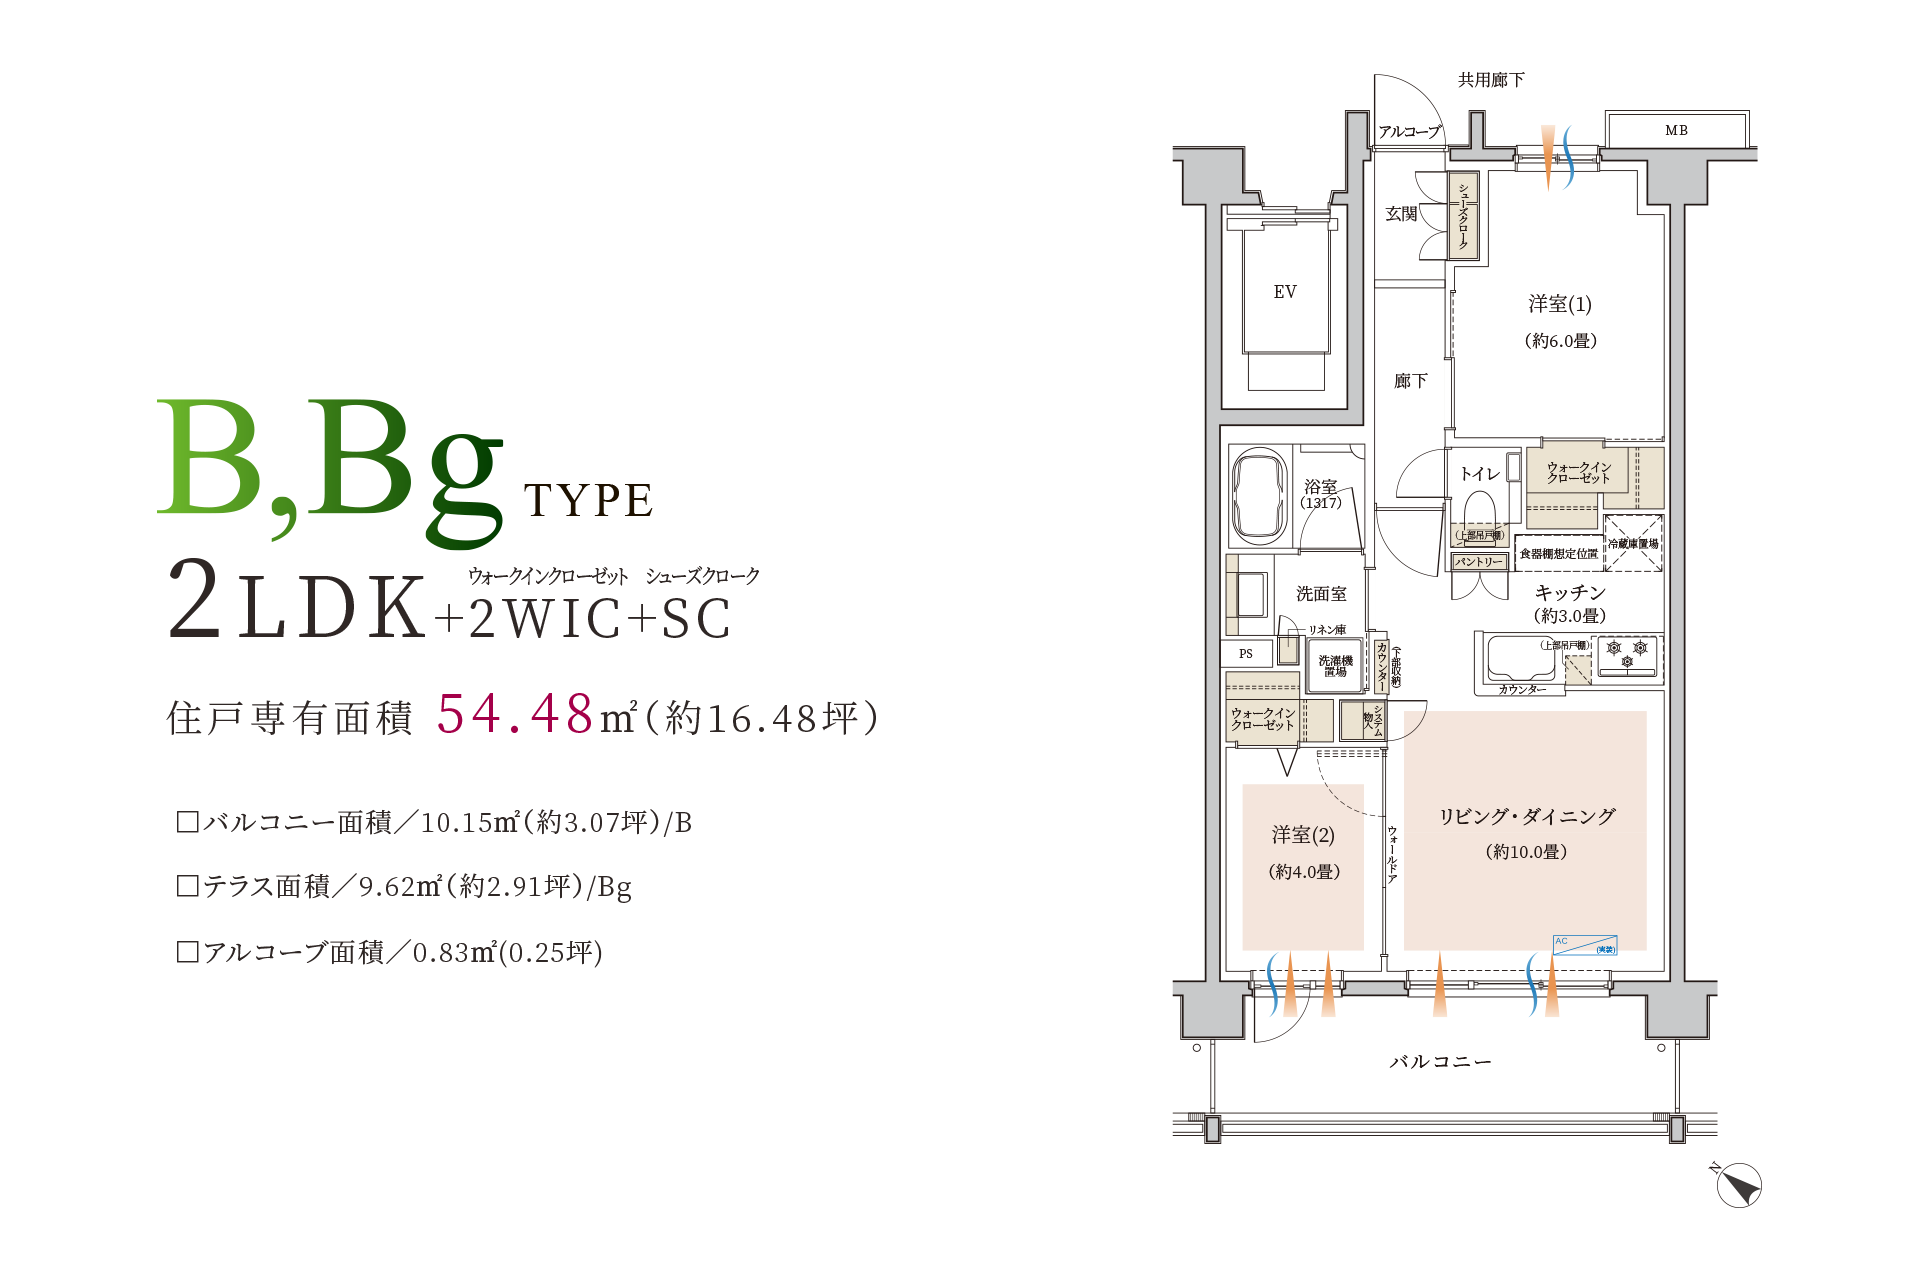 B,Bg TYPE
ウォークインクローゼット シューズクローク
2LDK+2WIC+SC
住戸専有面積 54.48㎡(約16.48坪)
□バルコニー面積／10.15㎡(約3.07坪)/B
□テラス面積／9.62㎡(約2.91坪)/Bg
□アルコーブ面積／0.83㎡(0.25坪)
共用廊下
アルコーブ
MB
シューズクローク
玄関
EV
洋室(1)
(約6.0畳)
廊下
トイレ
ウォークイン
クローゼット
浴室
(1317)
(上部吊戸棚)
食器棚想定位置
冷蔵庫置場
パントリー
洗面室
キッチン
(約3.0畳)
リネン庫
PS
洗濯機
置場
カウンター
(下部収納)
(上部吊戸棚)
カウンター
ウォークイン
クローゼット
システム
物入
リビング・ダイニング
(約10.0畳)
洋室(2)
(約4.0畳)
ウォールドア
AC
(実装)
バルコニー
N